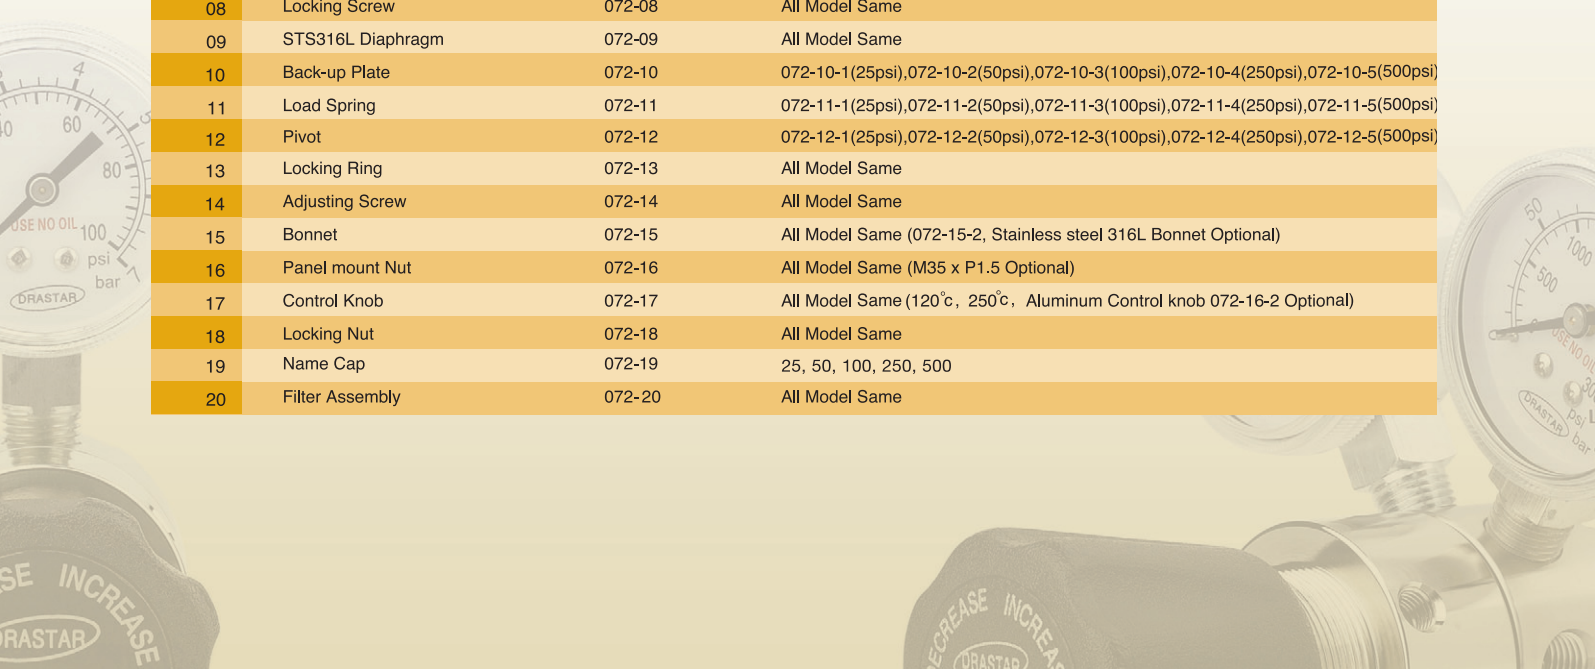 08 Locking Screw 072-08 All Model Same
09 STS316L Diaphragm 072-09 All Model Same
10 Back-up Plate 072-10 072-10-1(25psi),072-10-2(50psi),072-10-3(100psi),072-10-4(250psi),072-10-5(500psi)
11 Load Spring 072-11 072-11-1(25psi),072-11-2(50psi),072-11-3(100psi),072-11-4(250psi),072-11-5(500psi)
12 Pivot 072-12 072-12-1(25psi),072-12-2(50psi),072-12-3(100psi),072-12-4(250psi),072-12-5(500psi)
13 Locking Ring 072-13 All Model Same
14 Adjusting Screw 072-14 All Model Same
15 Bonnet 072-15 All Model Same (072-15-2, Stainless steel 316L Bonnet Optional)
16 Panel mount Nut 072-16 All Model Same (M35 x P1.5 Optional)
17 Control Knob 072-17 All Model Same (120°c, 250°c, Aluminum Control knob 072-16-2 Optional)
18 Locking Nut 072-18 All Model Same
19 Name Cap 072-19 25, 50, 100, 250, 500
20 Filter Assembly 072-20 All Model Same
4
60
80
100
USE NO OIL
psi
bar
7
DRASTAR
INCREASE
DRASTAR
50
1000
500
0
USE NO OIL
psi
bar
DRASTAR
DECREASE INCREASE
DRASTAR